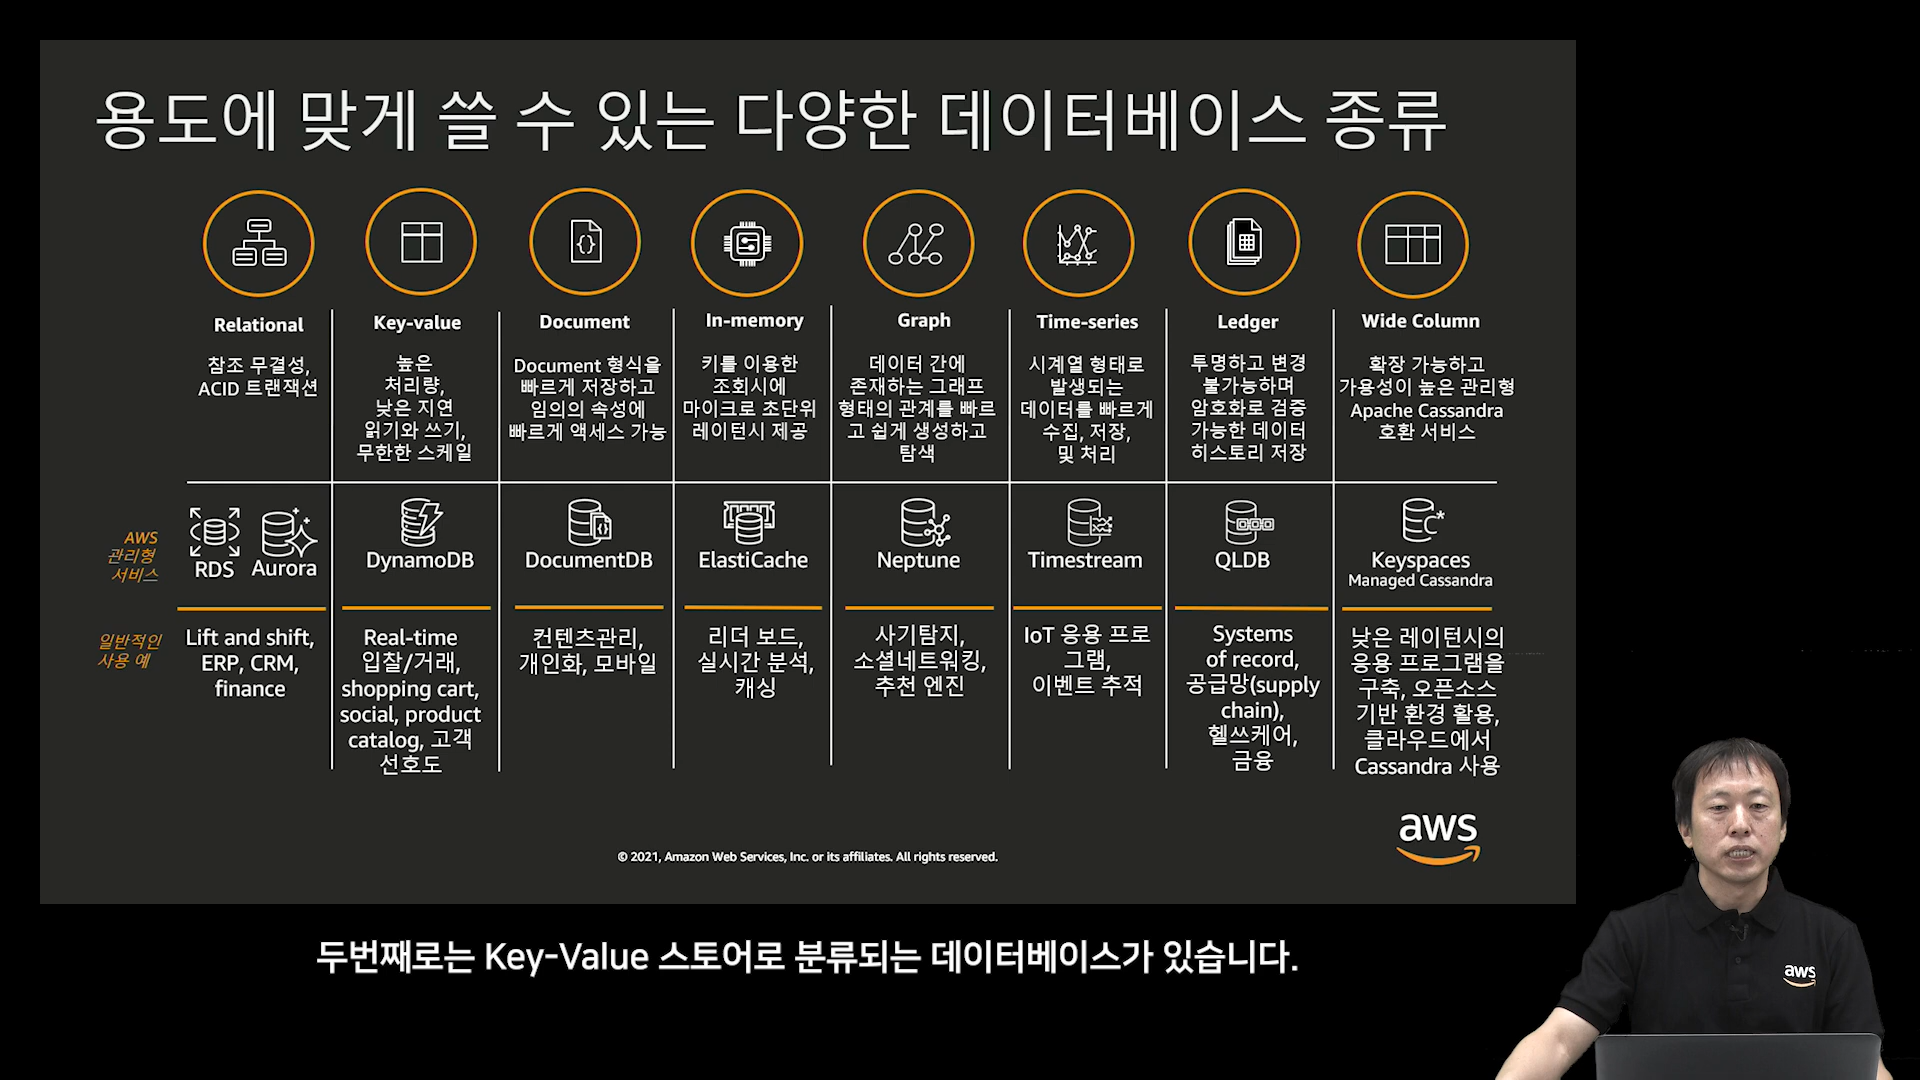 용도에 맞게 쓸 수 있는 다양한 데이터베이스 종류
Relational
참조 무결성,
ACID 트랜잭션
Key-value
높은
처리량,
낮은 지연
읽기와 쓰기,
무한한 스케일
Document
Document 형식을
빠르게 저장하고
임의의 속성에
빠르게 액세스 가능
In-memory
키를 이용한
조회시에
마이크로 초단위
레이턴시 제공
Graph
데이터 간에
존재하는 그래프
형태의 관계를 빠르
고 쉽게 생성하고
탐색
Time-series
시계열 형태로
발생되는
데이터를 빠르게
수집, 저장,
및 처리
Ledger
투명하고 변경
불가능하며
암호화로 검증
가능한 데이터
히스토리 저장
Wide Column
확장 가능하고
가용성이 높은 관리형
Apache Cassandra
호환 서비스
AWS
관리형
서비스
RDS
Aurora
DynamoDB
DocumentDB
ElastiCache
Neptune
Timestream
QLDB
Keyspaces
Managed Cassandra
일반적인
사용 예
Lift and shift,
ERP, CRM,
finance
Real-time
입찰/거래,
shopping cart,
social, product
catalog, 고객
선호도
컨텐츠관리,
개인화, 모바일
리더 보드,
실시간 분석,
캐싱
사기탐지,
소셜네트워킹,
추천 엔진
IoT 응용 프로
그램,
이벤트 추적
Systems
of record,
공급망(supply
chain),
헬쓰케어,
금융
낮은 레이턴시의
응용 프로그램을
구축, 오픈소스
기반 환경 활용,
클라우드에서
Cassandra 사용
aws
© 2021, Amazon Web Services, Inc. or its affiliates. All rights reserved.
두번째로는 Key-Value 스토어로 분류되는 데이터베이스가 있습니다.
aws